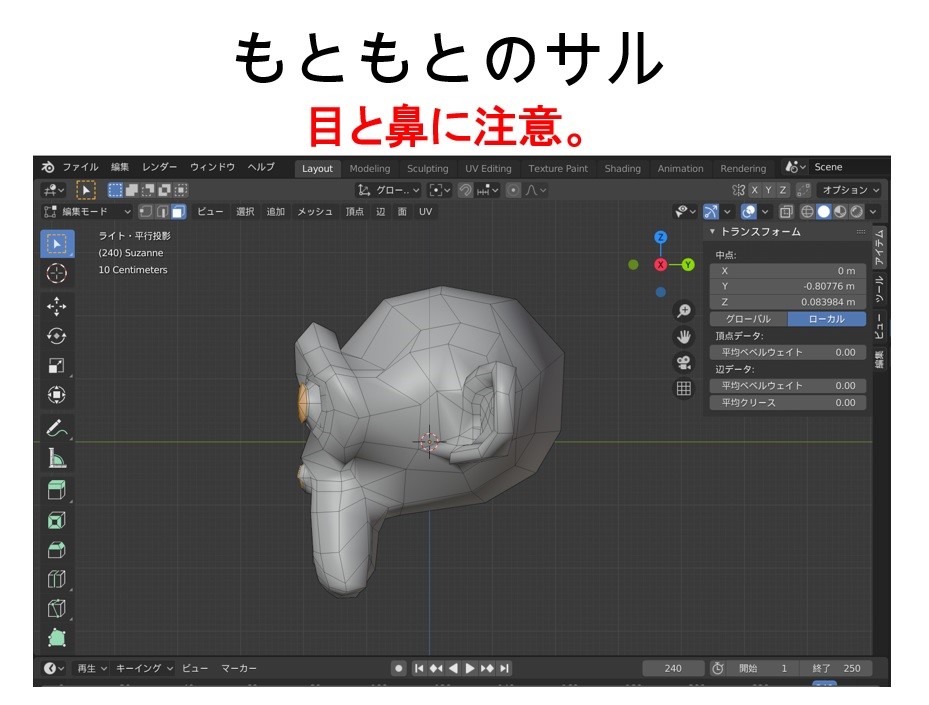 もともとのサル
目と鼻に注意。
ファイル 編集 レンダー ウィンドウ ヘルプ Layout Modeling Sculpting UV Editing Texture Paint Shading Animation Rendering Scene
グロー.. X Y Z オプション
編集モード ビュー 選択 追加 メッシュ 頂点 辺 面 UV
ライト・平行投影
(240) Suzanne
10 Centimeters
Z
X
Y
トランスフォーム
中点:
X 0 m
Y -0.80776 m
Z 0.083984 m
グローバル ローカル
頂点データ:
平均ベベルウェイト 0.00
辺データ:
平均ベベルウェイト 0.00
平均クリース 0.00
アイテム
ツール
ビュー
編集
再生 キーイング ビュー マーカー 240 開始 1 終了 250